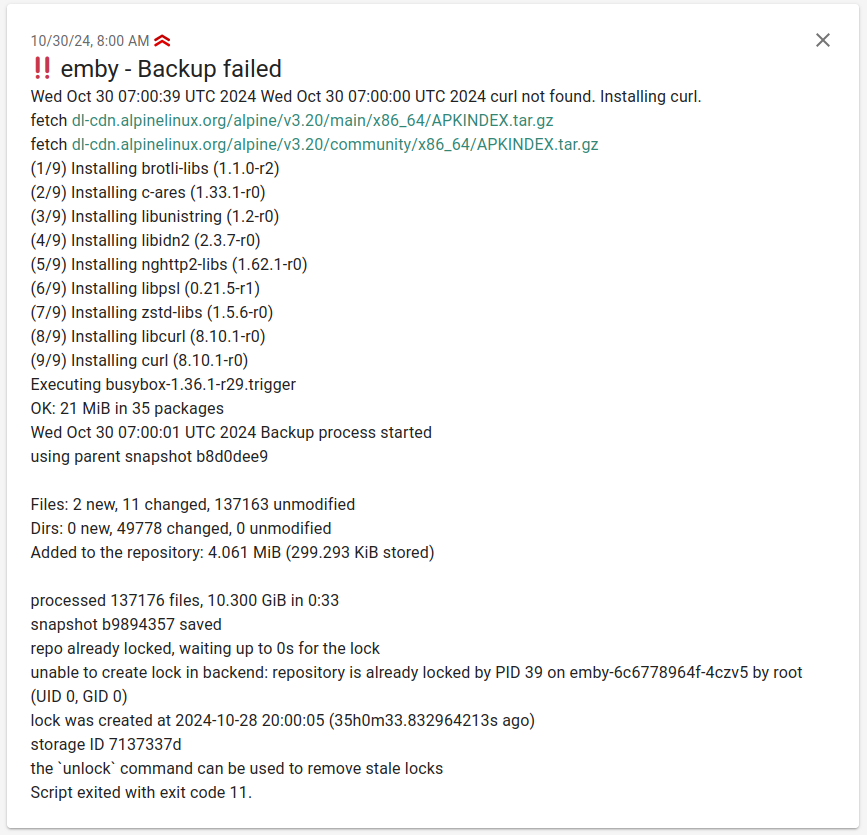 10/30/24, 8:00 AM
‼ emby - Backup failed
Wed Oct 30 07:00:39 UTC 2024 Wed Oct 30 07:00:00 UTC 2024 curl not found. Installing curl.
fetch dl-cdn.alpinelinux.org/alpine/v3.20/main/x86_64/APKINDEX.tar.gz
fetch dl-cdn.alpinelinux.org/alpine/v3.20/community/x86_64/APKINDEX.tar.gz
(1/9) Installing brotli-libs (1.1.0-r2)
(2/9) Installing c-ares (1.33.1-r0)
(3/9) Installing libunistring (1.2-r0)
(4/9) Installing libidn2 (2.3.7-r0)
(5/9) Installing nghttp2-libs (1.62.1-r0)
(6/9) Installing libpsl (0.21.5-r1)
(7/9) Installing zstd-libs (1.5.6-r0)
(8/9) Installing libcurl (8.10.1-r0)
(9/9) Installing curl (8.10.1-r0)
Executing busybox-1.36.1-r29.trigger
OK: 21 MiB in 35 packages
Wed Oct 30 07:00:01 UTC 2024 Backup process started
using parent snapshot b8d0dee9

Files: 2 new, 11 changed, 137163 unmodified
Dirs: 0 new, 49778 changed, 0 unmodified
Added to the repository: 4.061 MiB (299.293 KiB stored)

processed 137176 files, 10.300 GiB in 0:33
snapshot b9894357 saved
repo already locked, waiting up to 0s for the lock
unable to create lock in backend: repository is already locked by PID 39 on emby-6c6778964f-4czv5 by root
(UID 0, GID 0)
lock was created at 2024-10-28 20:00:05 (35h0m33.832964213s ago)
storage ID 7137337d
the `unlock` command can be used to remove stale locks
Script exited with exit code 11.